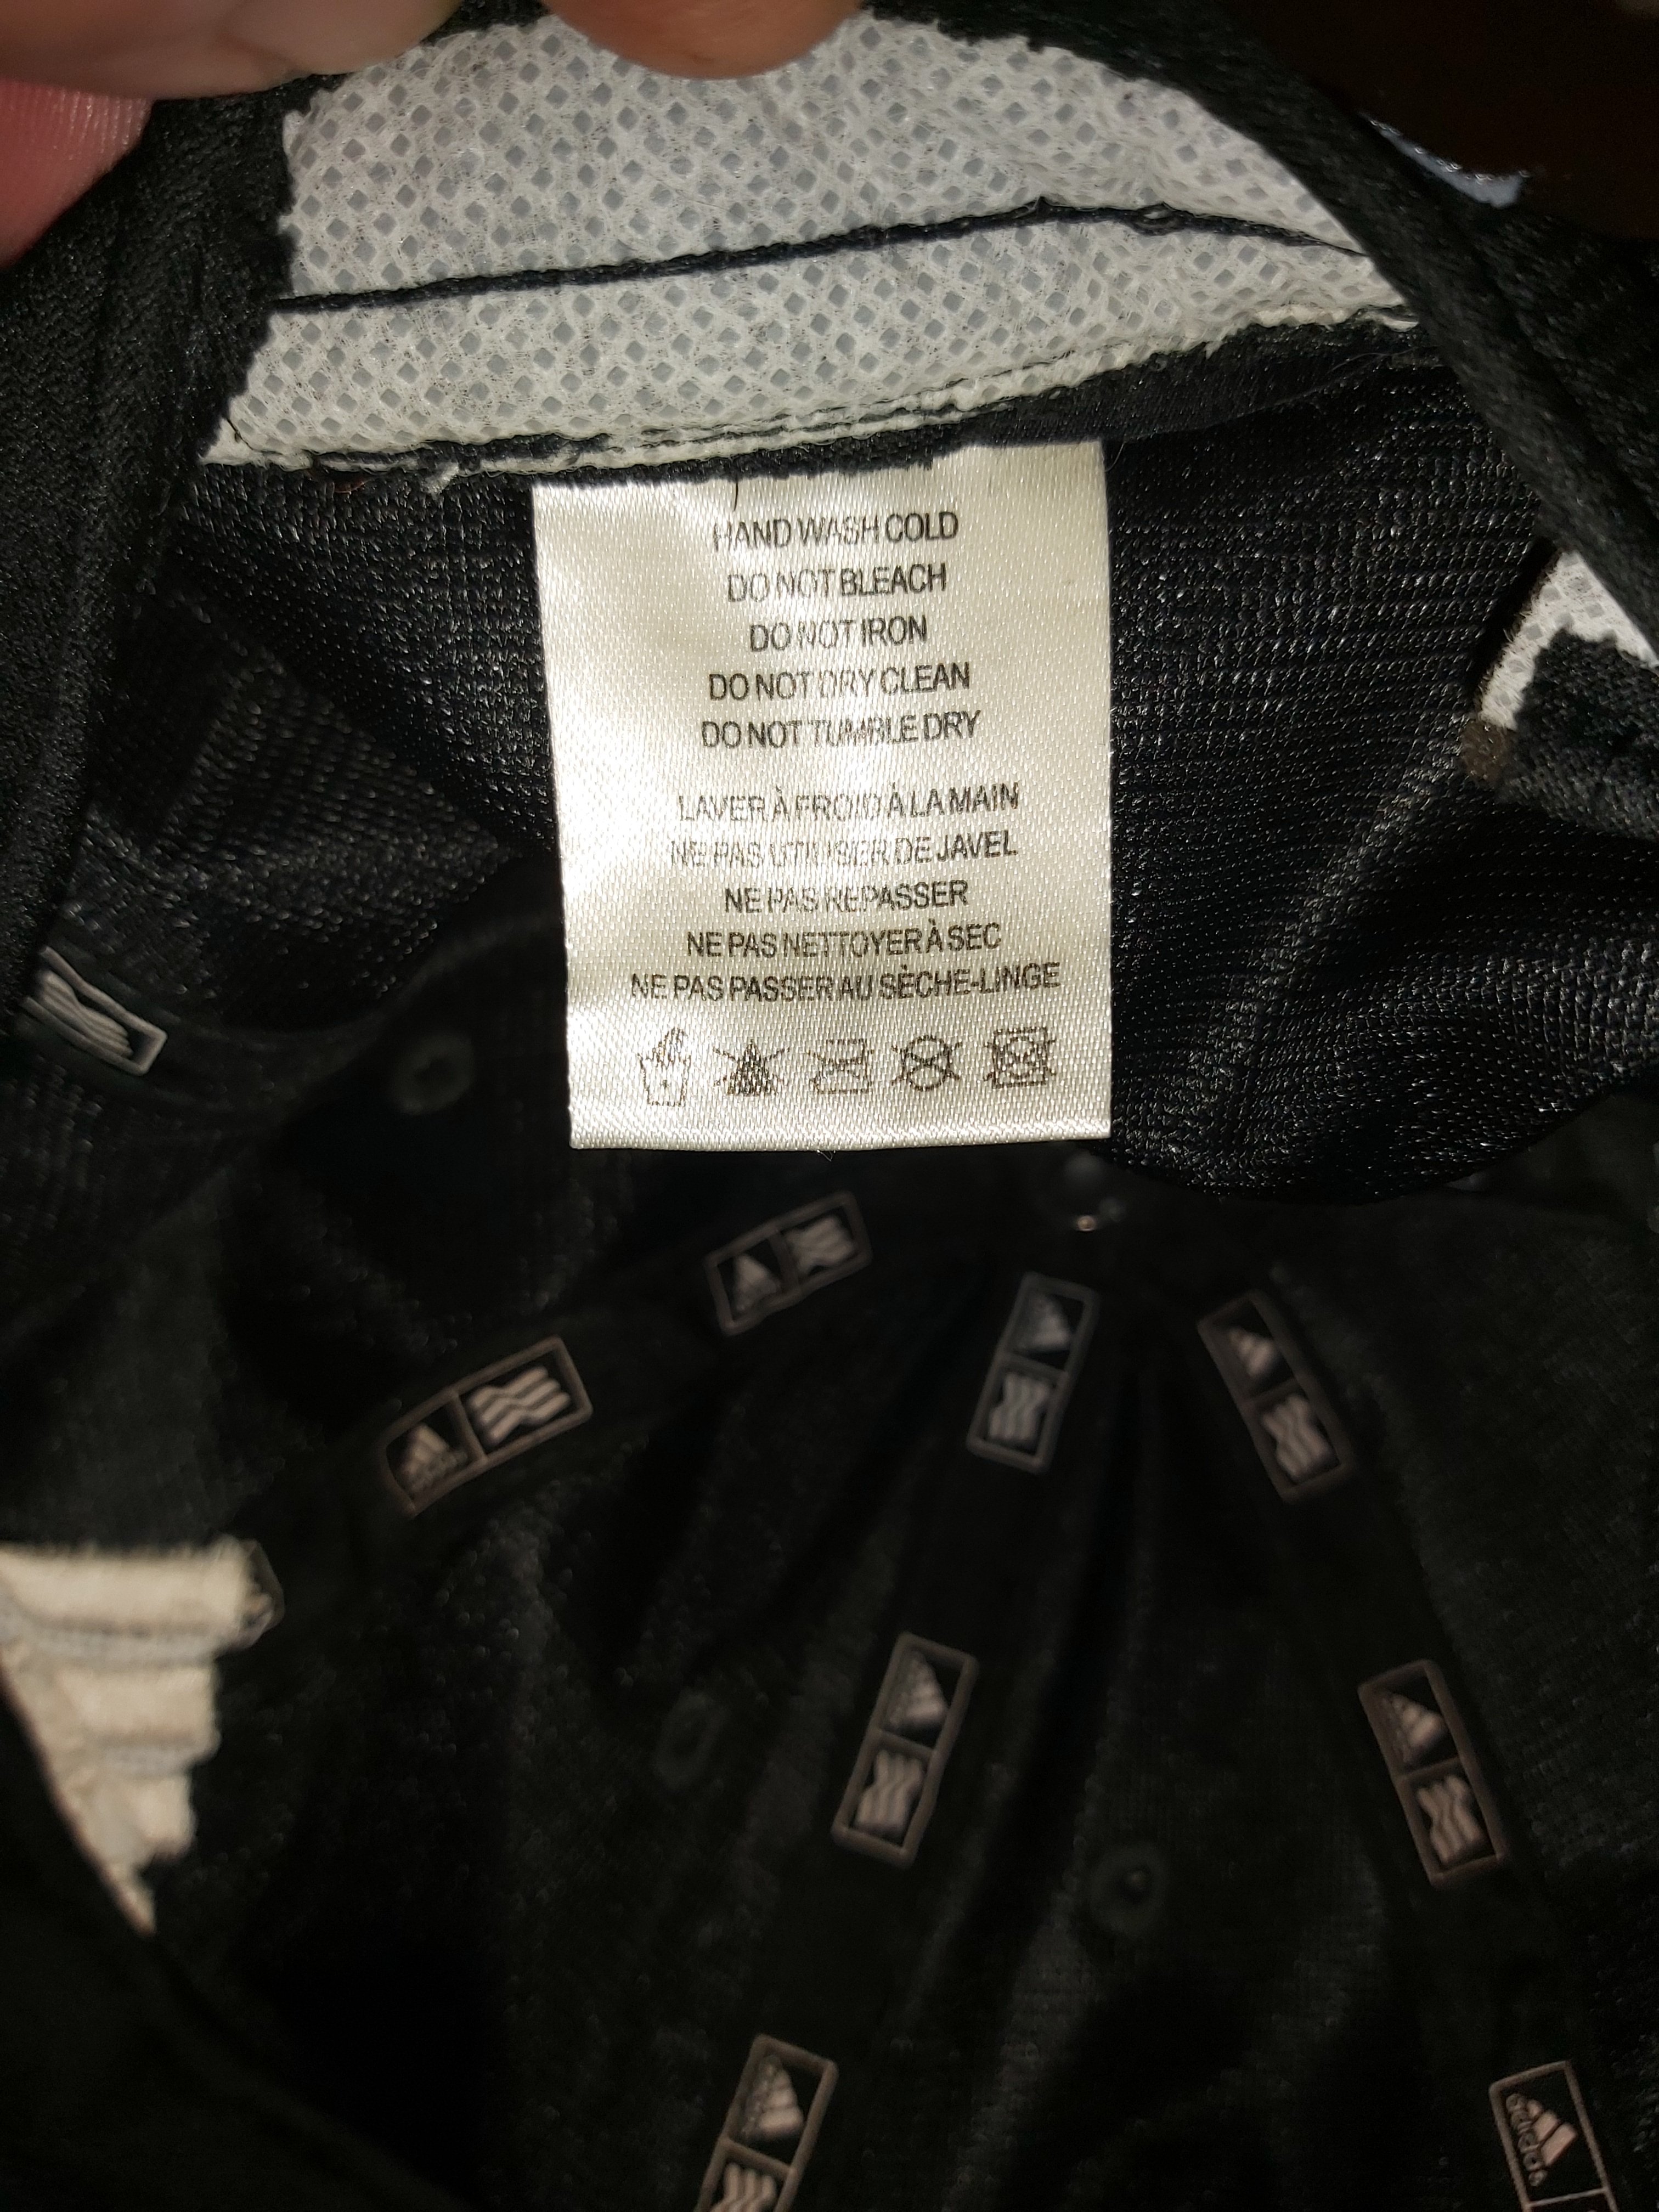 HAND WASH COLD
DO NOT BLEACH
DO NOT IRON
DO NOT DRY CLEAN
DO NOT TUMBLE DRY
LAVER À FROID À LA MAIN
NE PAS UTILISER DE JAVEL
NE PAS REPASSER
NE PAS NETTOYER À SEC
NE PAS PASSER AU SÈCHE-LINGE
adidas